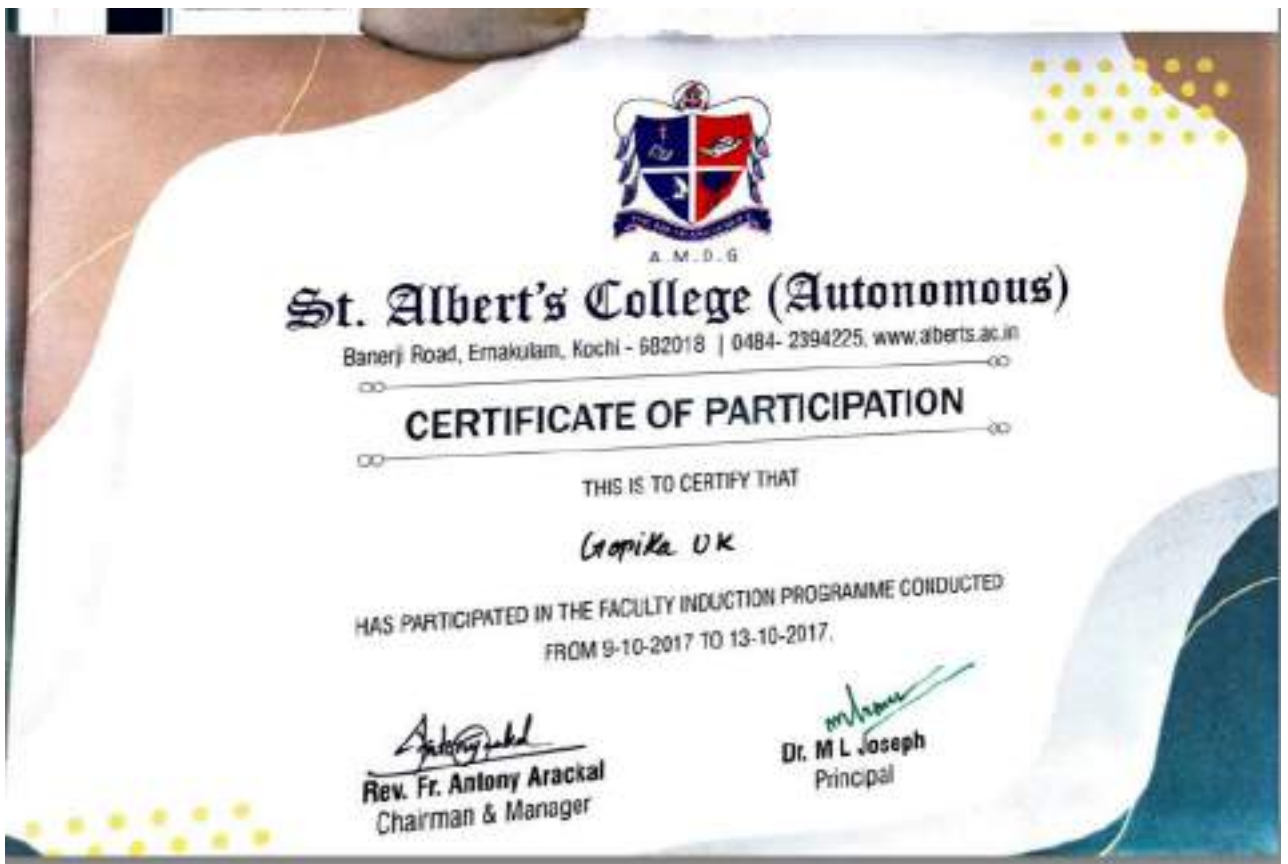 A.M.D.G
St. Albert's College (Autonomous)
Banerji Road, Ernakulam, Kochi - 682018 | 0484- 2394225, www.alberts.ac.in
CERTIFICATE OF PARTICIPATION
THIS IS TO CERTIFY THAT
Gopika UK
HAS PARTICIPATED IN THE FACULTY INDUCTION PROGRAMME CONDUCTED
FROM 9-10-2017 TO 13-10-2017.
Rev. Fr. Antony Arackal
Chairman & Manager
Dr. M L Joseph
Principal